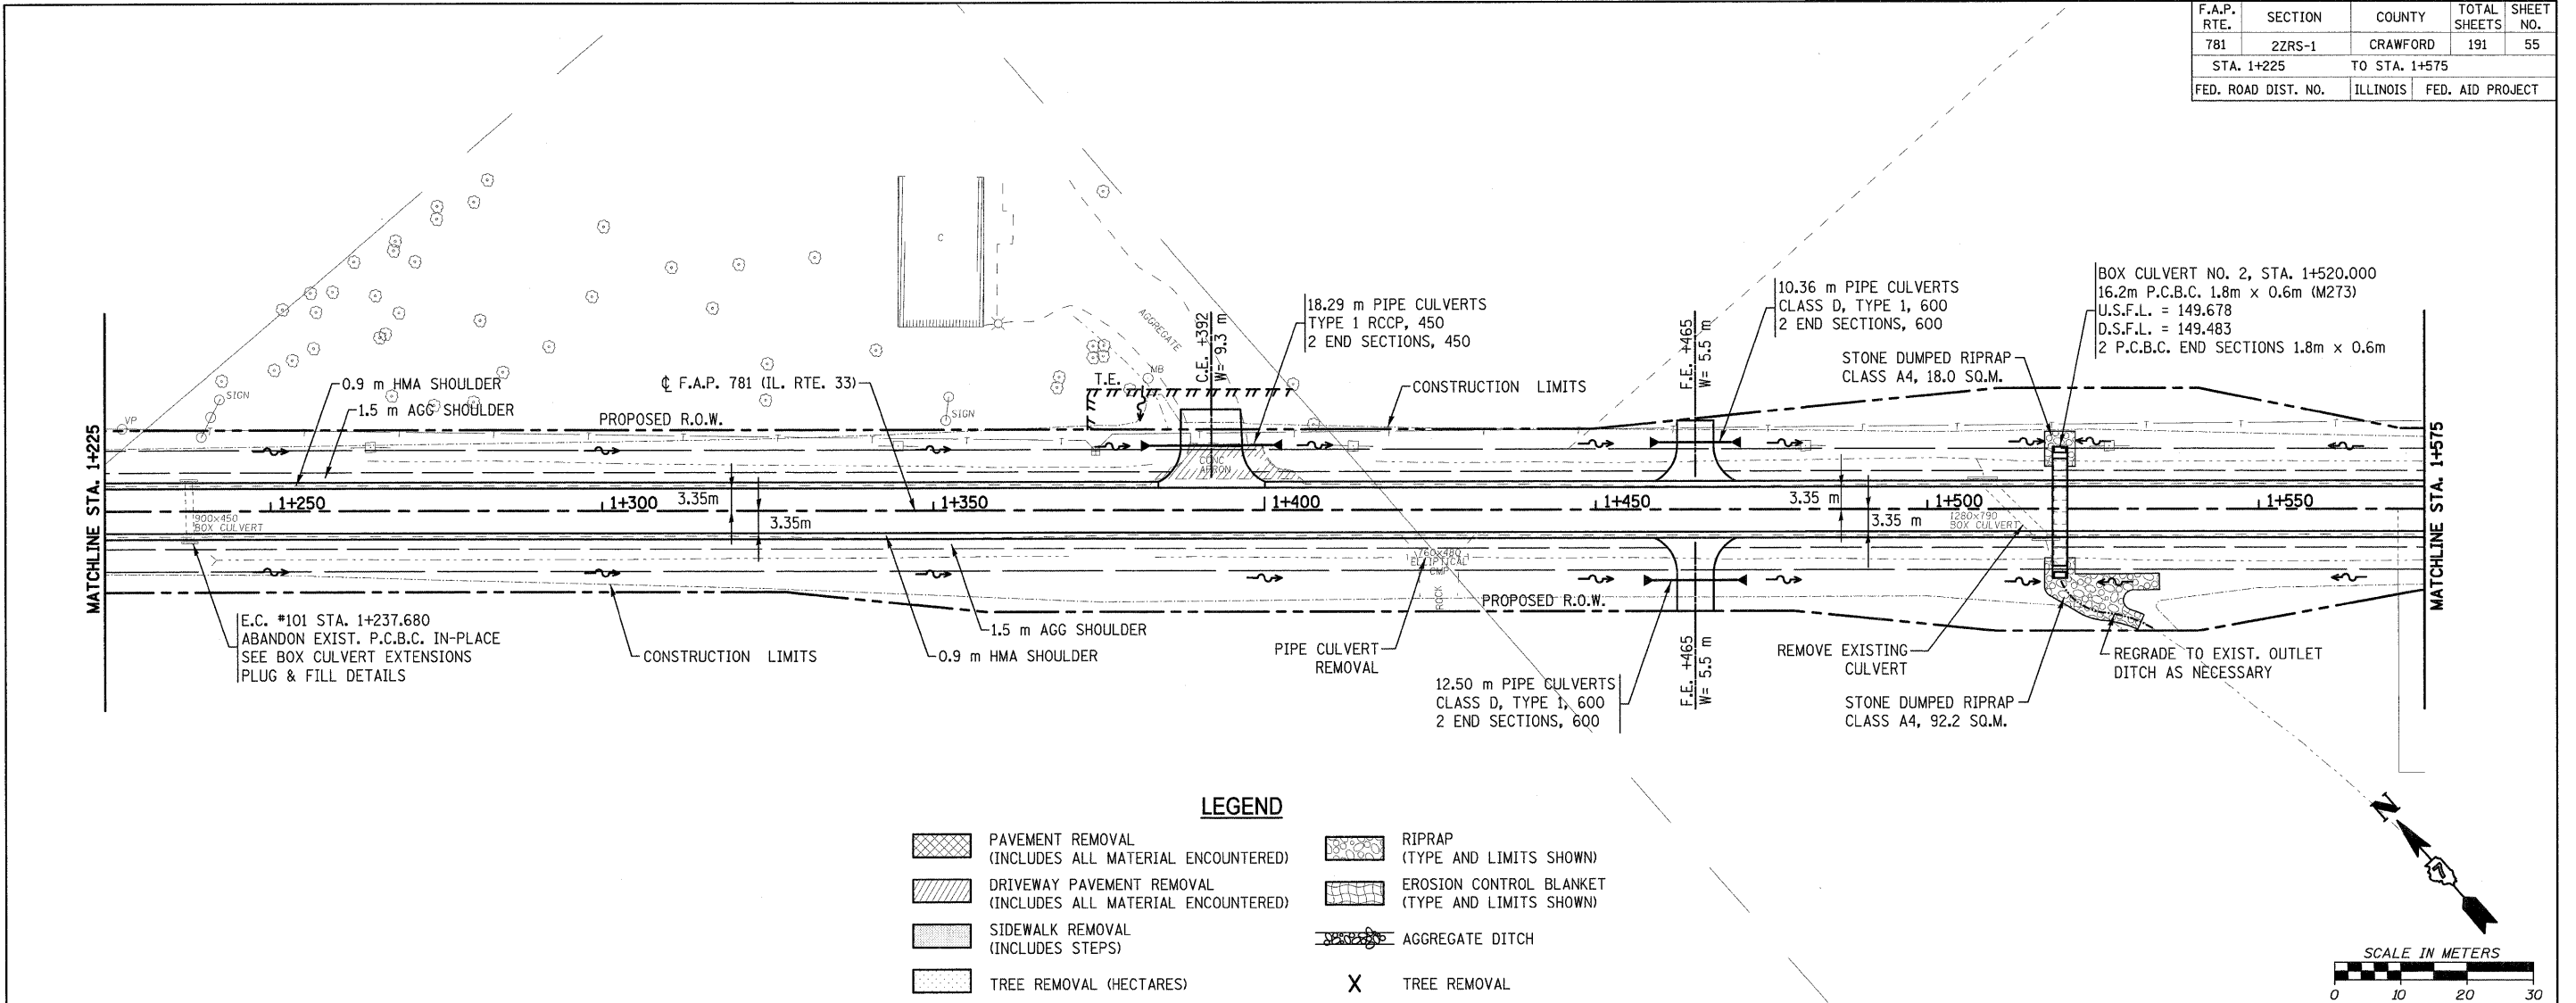 F.A.P. RTE. SECTION COUNTY TOTAL SHEETS SHEET NO.
781 2ZRS-1 CRAWFORD 191 55
STA. 1+225 TO STA. 1+575
FED. ROAD DIST. NO. ILLINOIS FED. AID PROJECT
C
AGGREGATE
C.E. +392
W= 9.3 m
18.29 m PIPE CULVERTS
TYPE 1 RCCP, 450
2 END SECTIONS, 450
F.E. +465
W= 5.5 m
10.36 m PIPE CULVERTS
CLASS D, TYPE 1, 600
2 END SECTIONS, 600
BOX CULVERT NO. 2, STA. 1+520.000
16.2m P.C.B.C. 1.8m x 0.6m (M273)
U.S.F.L. = 149.678
D.S.F.L. = 149.483
2 P.C.B.C. END SECTIONS 1.8m x 0.6m
STONE DUMPED RIPRAP
CLASS A4, 18.0 SQ.M.
0.9 m HMA SHOULDER
1.5 m AGG SHOULDER
SIGN
VP
PROPOSED R.O.W.
℄ F.A.P. 781 (IL. RTE. 33)
SIGN
T.E.
MB
CONSTRUCTION LIMITS
CONC APRON
MATCHLINE STA. 1+225
1+250
1+300
3.35m
3.35m
1+350
1+400
1+450
3.35 m
3.35 m
1+500
1+550
MATCHLINE STA. 1+575
900x450
BOX CULVERT
1280x790
BOX CULVERT
760x480
ELLIPTICAL
CMP
ROCK
PROPOSED R.O.W.
E.C. #101 STA. 1+237.680
ABANDON EXIST. P.C.B.C. IN-PLACE
SEE BOX CULVERT EXTENSIONS
PLUG & FILL DETAILS
CONSTRUCTION LIMITS
1.5 m AGG SHOULDER
0.9 m HMA SHOULDER
PIPE CULVERT
REMOVAL
12.50 m PIPE CULVERTS
CLASS D, TYPE 1, 600
2 END SECTIONS, 600
F.E. +465
W= 5.5 m
REMOVE EXISTING
CULVERT
STONE DUMPED RIPRAP
CLASS A4, 92.2 SQ.M.
REGRADE TO EXIST. OUTLET
DITCH AS NECESSARY
LEGEND
PAVEMENT REMOVAL
(INCLUDES ALL MATERIAL ENCOUNTERED)
DRIVEWAY PAVEMENT REMOVAL
(INCLUDES ALL MATERIAL ENCOUNTERED)
SIDEWALK REMOVAL
(INCLUDES STEPS)
TREE REMOVAL (HECTARES)
RIPRAP
(TYPE AND LIMITS SHOWN)
EROSION CONTROL BLANKET
(TYPE AND LIMITS SHOWN)
AGGREGATE DITCH
X TREE REMOVAL
N
7
SCALE IN METERS
0 10 20 30